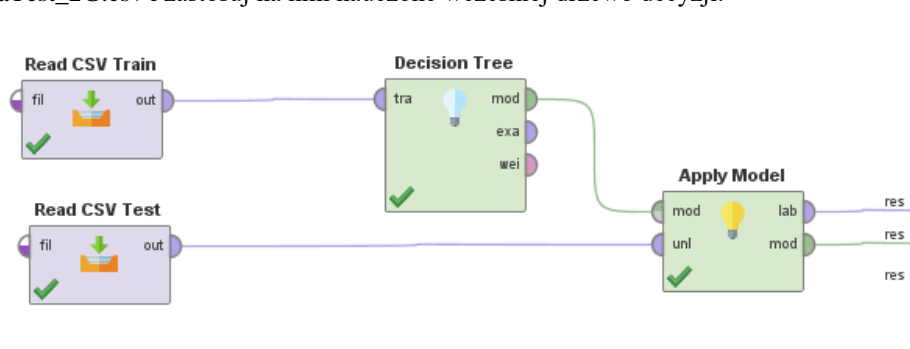 Read CSV Train
fil
out
Decision Tree
tra
mod
exa
wei
Read CSV Test
fil
out
Apply Model
mod
lab
unl
mod
res
res
res